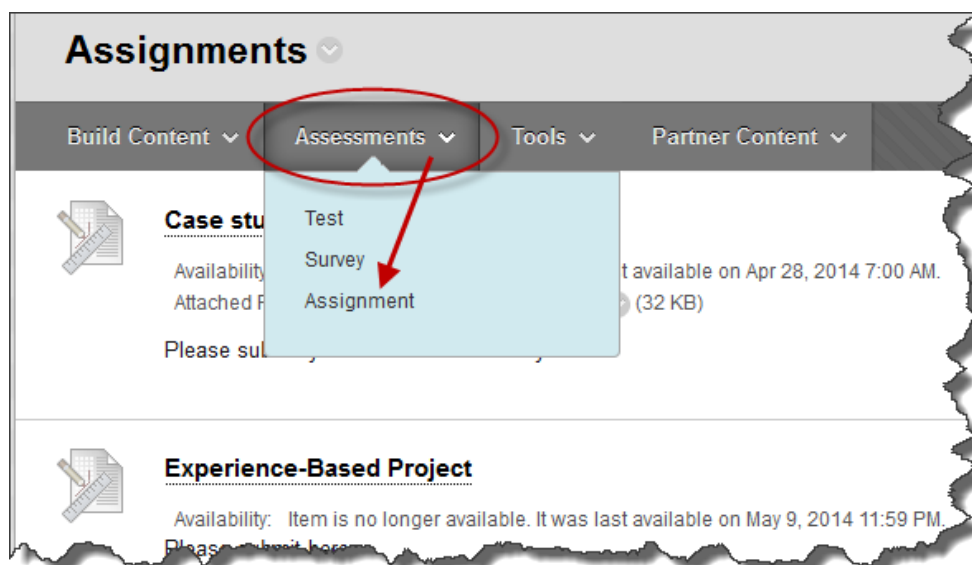 Assignments
Build Content Assessments Tools Partner Content
Test
Survey
Assignment
Case stu
Availability t available on Apr 28, 2014 7:00 AM.
Attached F (32 KB)
Please su
Experience-Based Project
Availability: Item is no longer available. It was last available on May 9, 2014 11:59 PM.